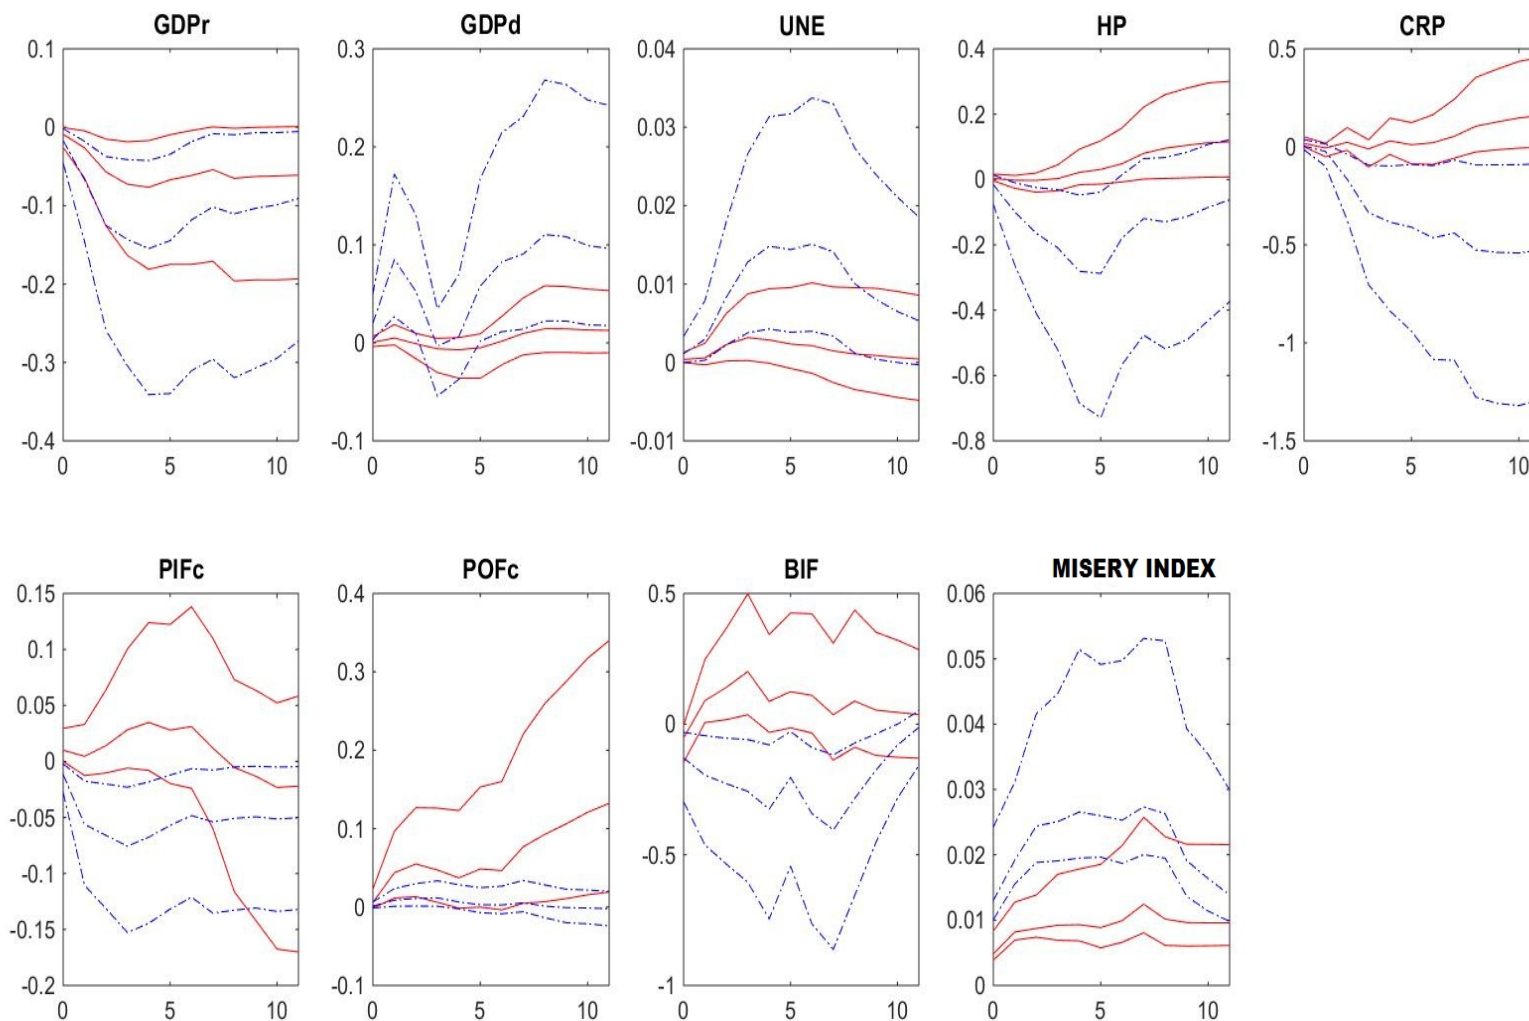 GDPr GDPd UNE HP CRP
0.1 0.3 0.04 0.4 0.5
0.2
0 0.03 0.2 0
0.2 0
-0.1 0.02
0.1 -0.2 -0.5
-0.2 0.01
-0.4
0 -1
-0.3 0 -0.6
-0.4 -0.1 -0.01 -0.8 -1.5
0 5 10 0 5 10 0 5 10 0 5 10 0 5 10
PIFc POFc BIF MISERY INDEX
0.15 0.4 0.5 0.06
0.1 0.05
0.3
0.05 0 0.04
0 0.2
0.03
-0.05 0.1 -0.5 0.02
-0.1
-0.15 0 0.01
-0.2 -0.1 -1 0
0 5 10 0 5 10 0 5 10 0 5 10